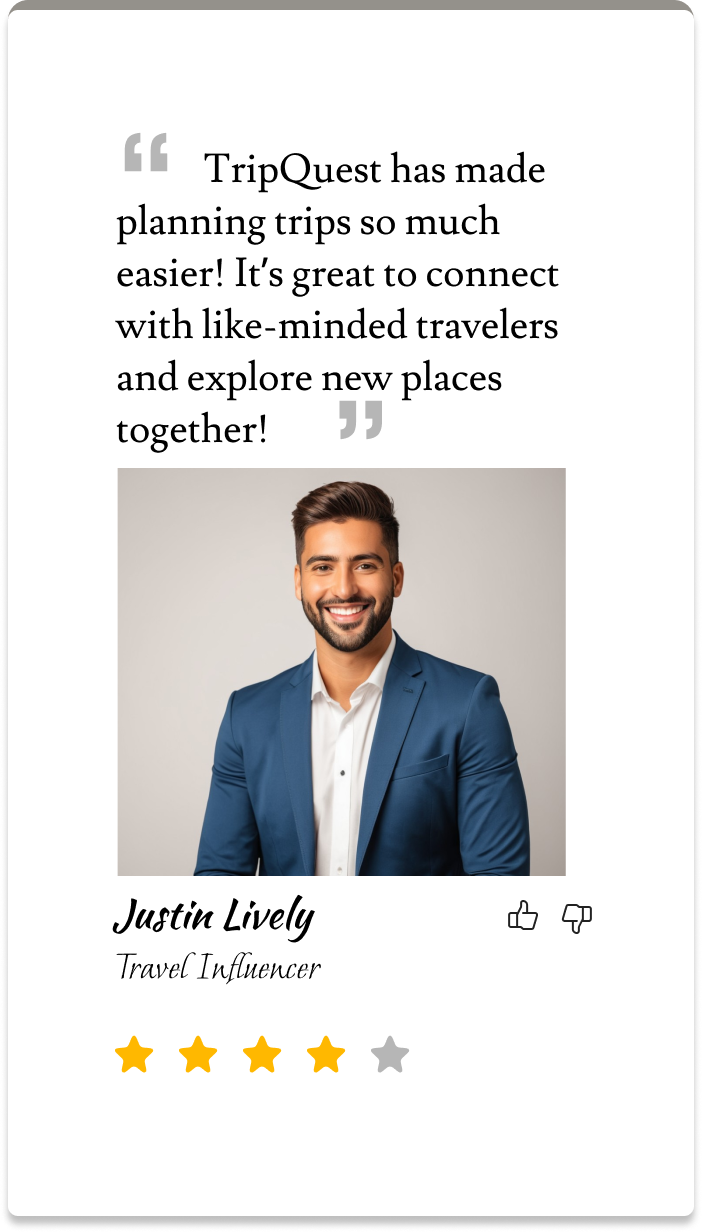 “ TripQuest has made
planning trips so much
easier! It's great to connect
with like-minded travelers
and explore new places
together! ”
Justin Lively
Travel Influencer